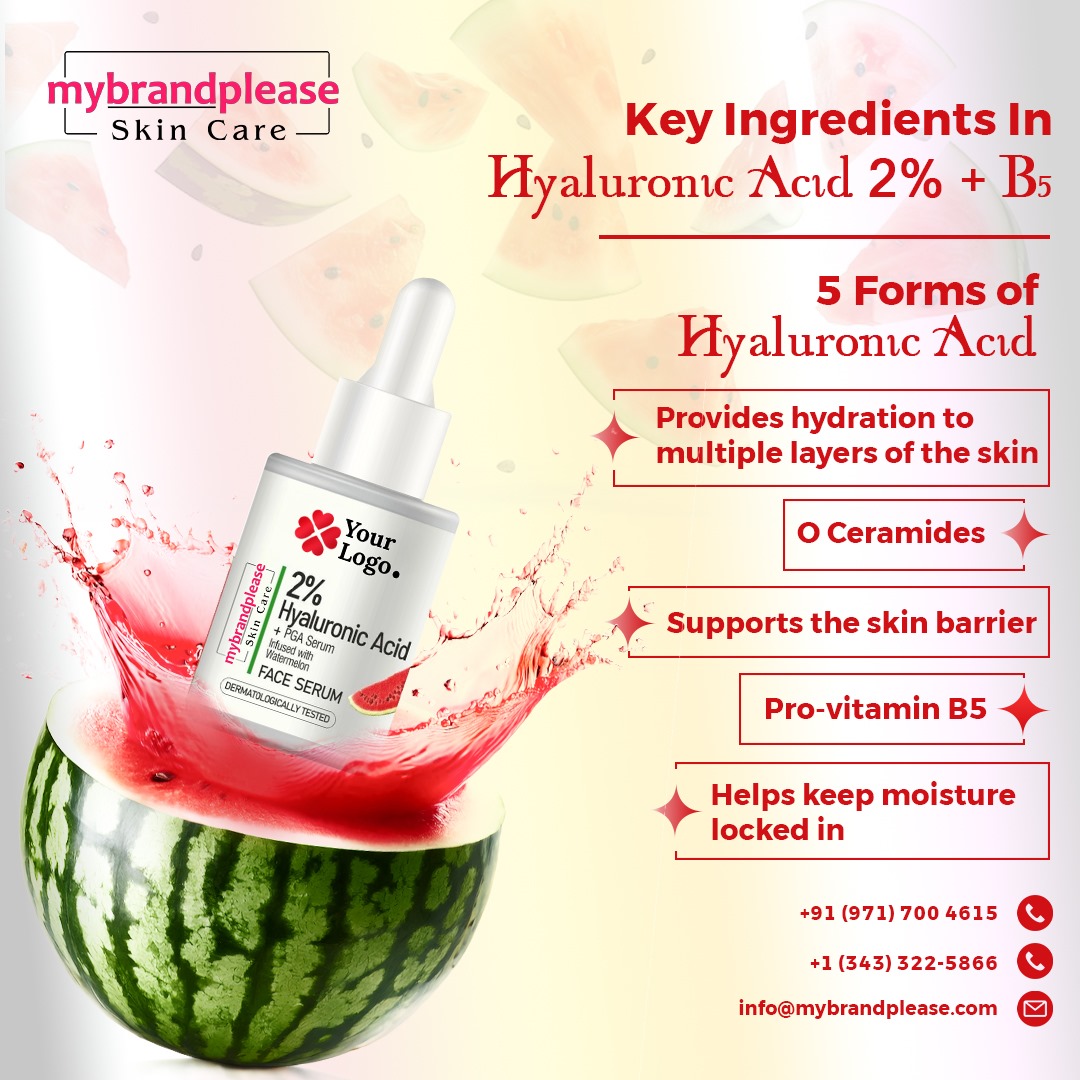 mybrandplease
Skin Care
Key Ingredients In
Hyaluronic Acid 2% + B5
5 Forms of
Hyaluronic Acid
Provides hydration to
multiple layers of the skin
O Ceramides
Supports the skin barrier
Pro-vitamin B5
Helps keep moisture
locked in
Your
Logo.
mybrandplease
Skin Care
2%
Hyaluronic Acid
+ PGA Serum
Infused with
Watermelon
FACE SERUM
DERMATOLOGICALLY TESTED
+91 (971) 700 4615
+1 (343) 322-5866
info@mybrandplease.com